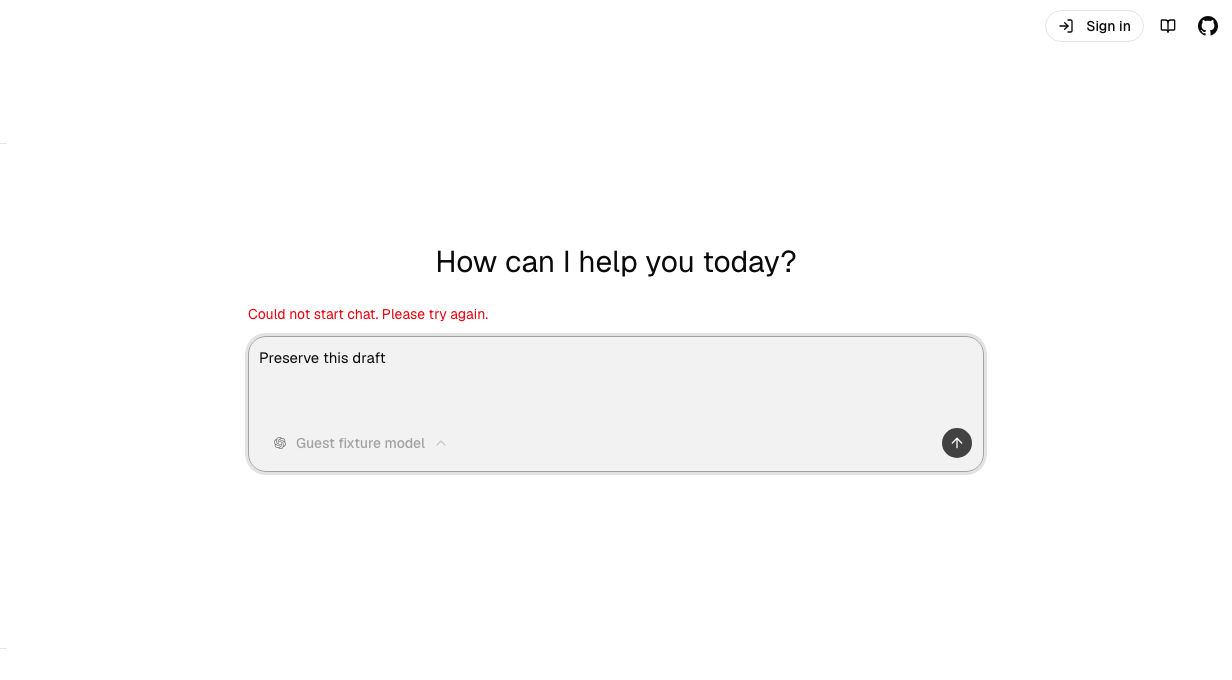 Sign in
How can I help you today?
Could not start chat. Please try again.
Preserve this draft
Guest fixture model